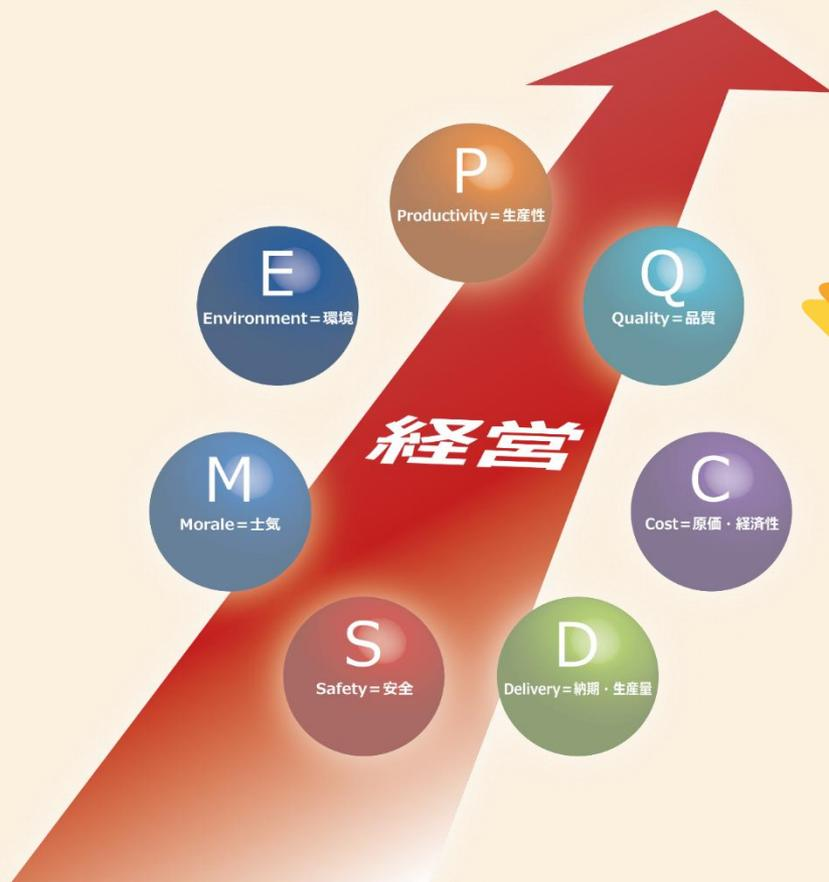 P
Productivity=生産性
E
Environment=環境
Q
Quality=品質
経営
M
Morale=士気
C
Cost=原価・経済性
S
Safety=安全
D
Delivery=納期・生産量